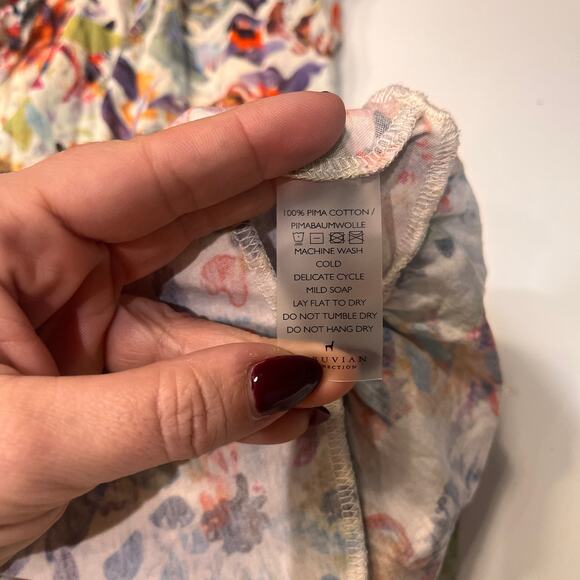 100% PIMA COTTON /
PIMABAUMWOLLE
MACHINE WASH
COLD
DELICATE CYCLE
MILD SOAP
LAY FLAT TO DRY
DO NOT TUMBLE DRY
DO NOT HANG DRY